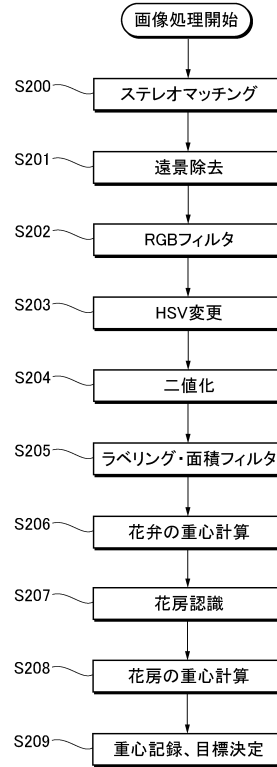 画像処理開始
S200
ステレオマッチング
S201
遠景除去
S202
RGBフィルタ
S203
HSV変更
S204
二値化
S205
ラベリング・面積フィルタ
S206
花弁の重心計算
S207
花房認識
S208
花房の重心計算
S209
重心記録、目標決定